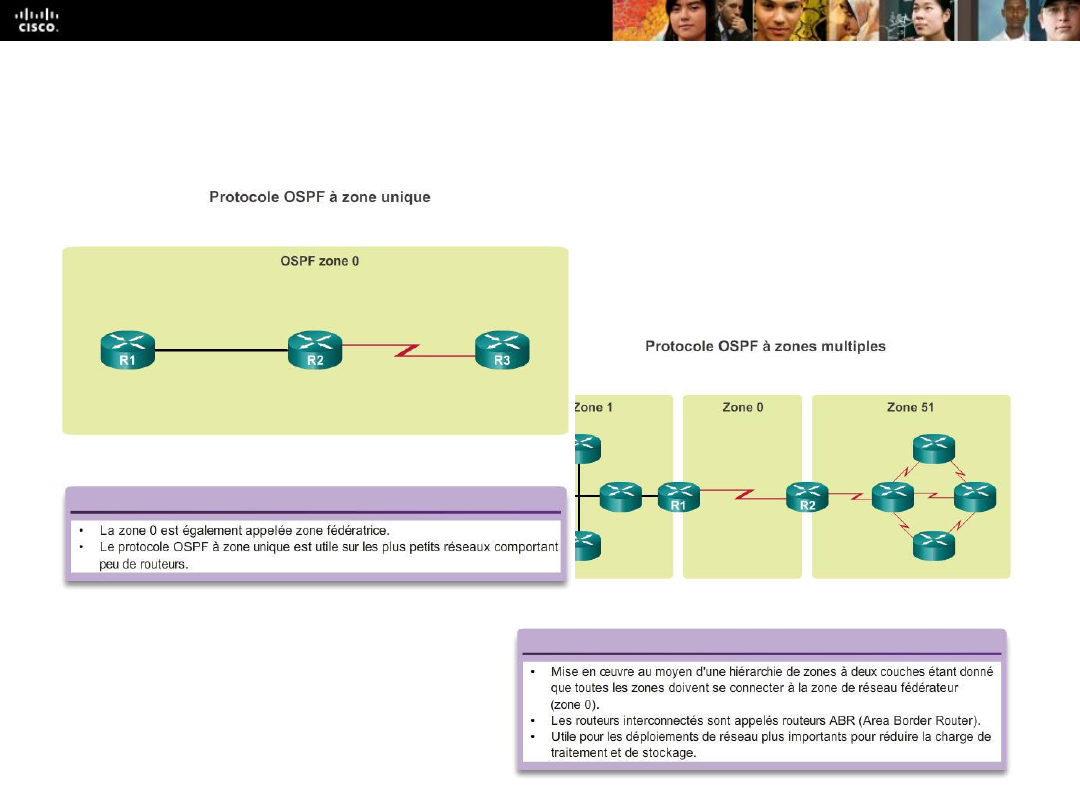 CISCO.
Protocole OSPF à zone unique
OSPF zone 0
R1
R2
R3
La zone 0 est également appelée zone fédératrice.
Le protocole OSPF à zone unique est utile sur les plus petits réseaux comportant
peu de routeurs.
Protocole OSPF à zones multiples
Zone 1
Zone 0
Zone 51
R1
R2
Mise en œuvre au moyen d'une hiérarchie de zones à deux couches étant donné
que toutes les zones doivent se connecter à la zone de réseau fédérateur
(zone 0).
Les routeurs interconnectés sont appelés routeurs ABR (Area Border Router).
Utile pour les déploiements de réseau plus importants pour réduire la charge de
traitement et de stockage.